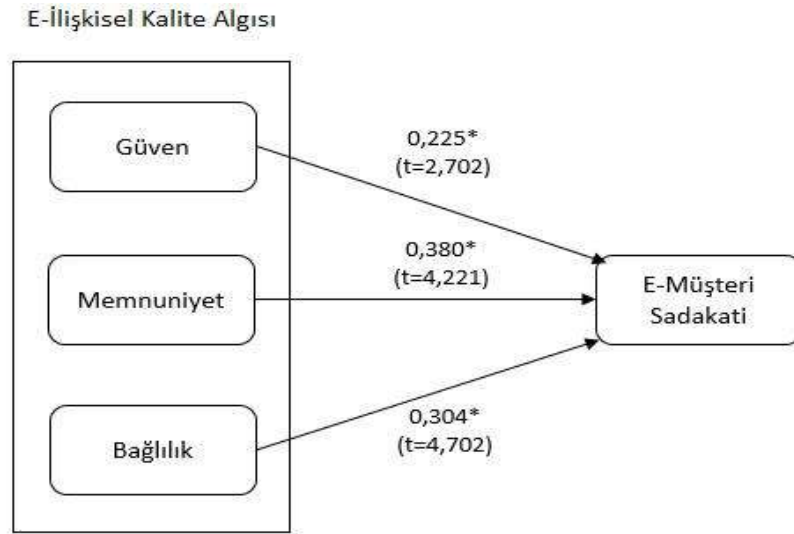 E-İlişkisel Kalite Algısı
Güven
0,225*
(t=2,702)
Memnuniyet
0,380*
(t=4,221)
E-Müşteri
Sadakati
Bağlılık
0,304*
(t=4,702)